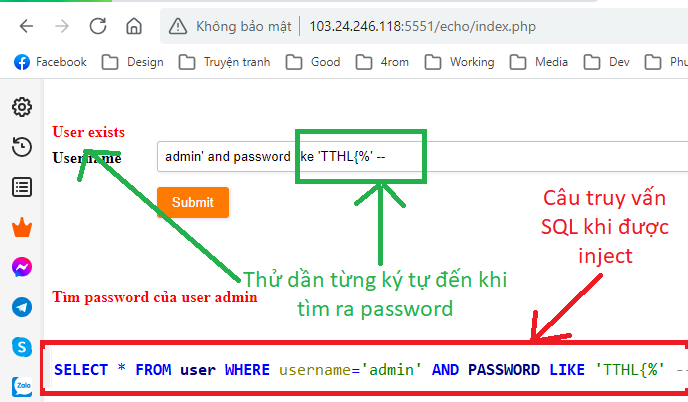 Không bảo mật 103.24.246.118:5551/echo/index.php
Facebook Design Truyện tranh Good 4rom Working Media Dev Phu
User exists
Username admin' and password like 'TTHL{%' --
Submit
Câu truy vấn
SQL khi được
inject
Thử dần từng ký tự đến khi
tìm ra password
Tìm password của user admin
SELECT * FROM user WHERE username='admin' AND PASSWORD LIKE 'TTHL{%' --
Zalo